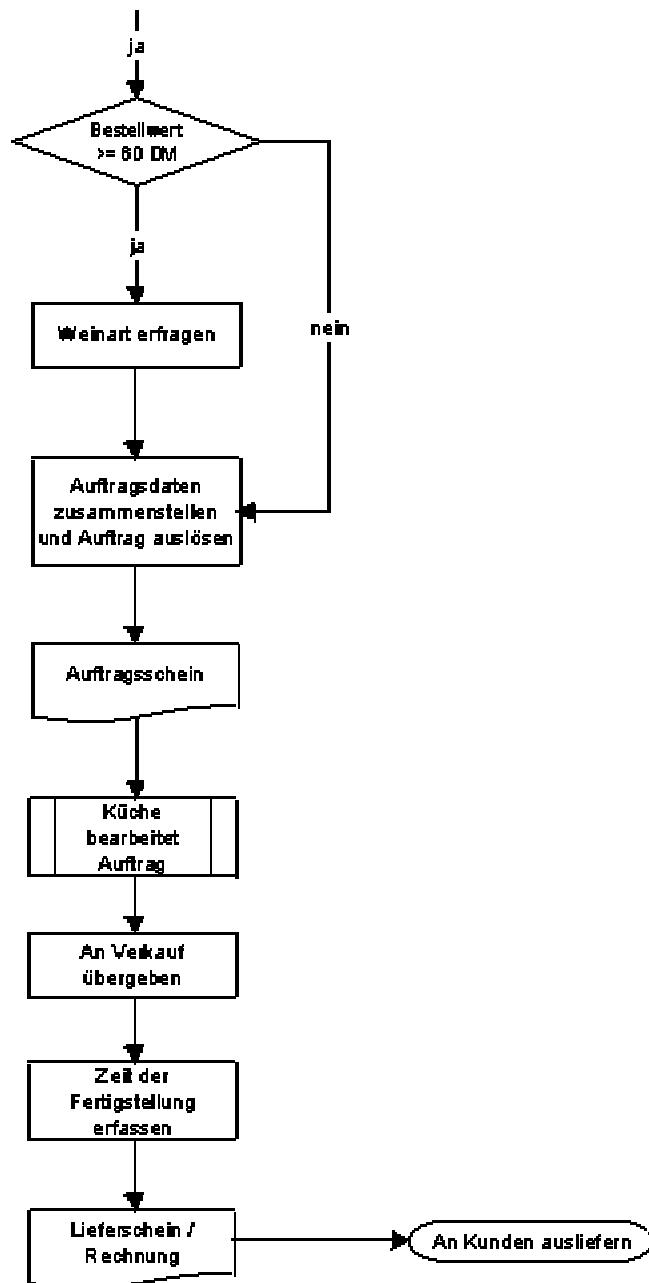 ja
Bestellwert
>= 60 DM
ja
Weinart erfragen
nein
Auftragsdaten
zusammenstellen
und Auftrag auslösen
Auftragsschein
Küche
bearbeitet
Auftrag
An Verkauf
übergeben
Zeit der
Fertigstellung
erfassen
Lieferschein /
Rechnung
An Kunden ausliefern